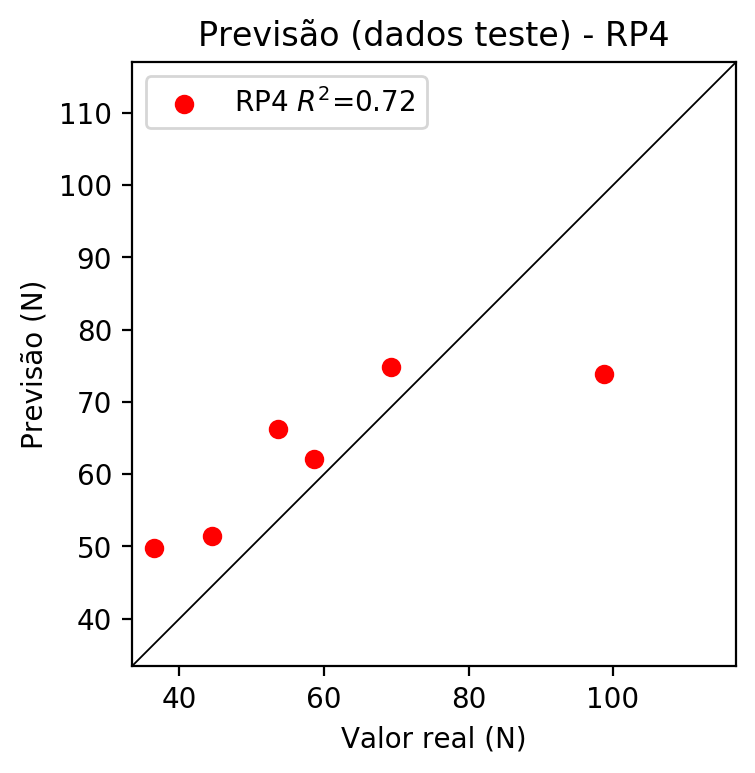 Previsão (dados teste) - RP4
RP4 R²=0.72
110
100
90
80
70
60
50
40
Previsão (N)
40 60 80 100
Valor real (N)